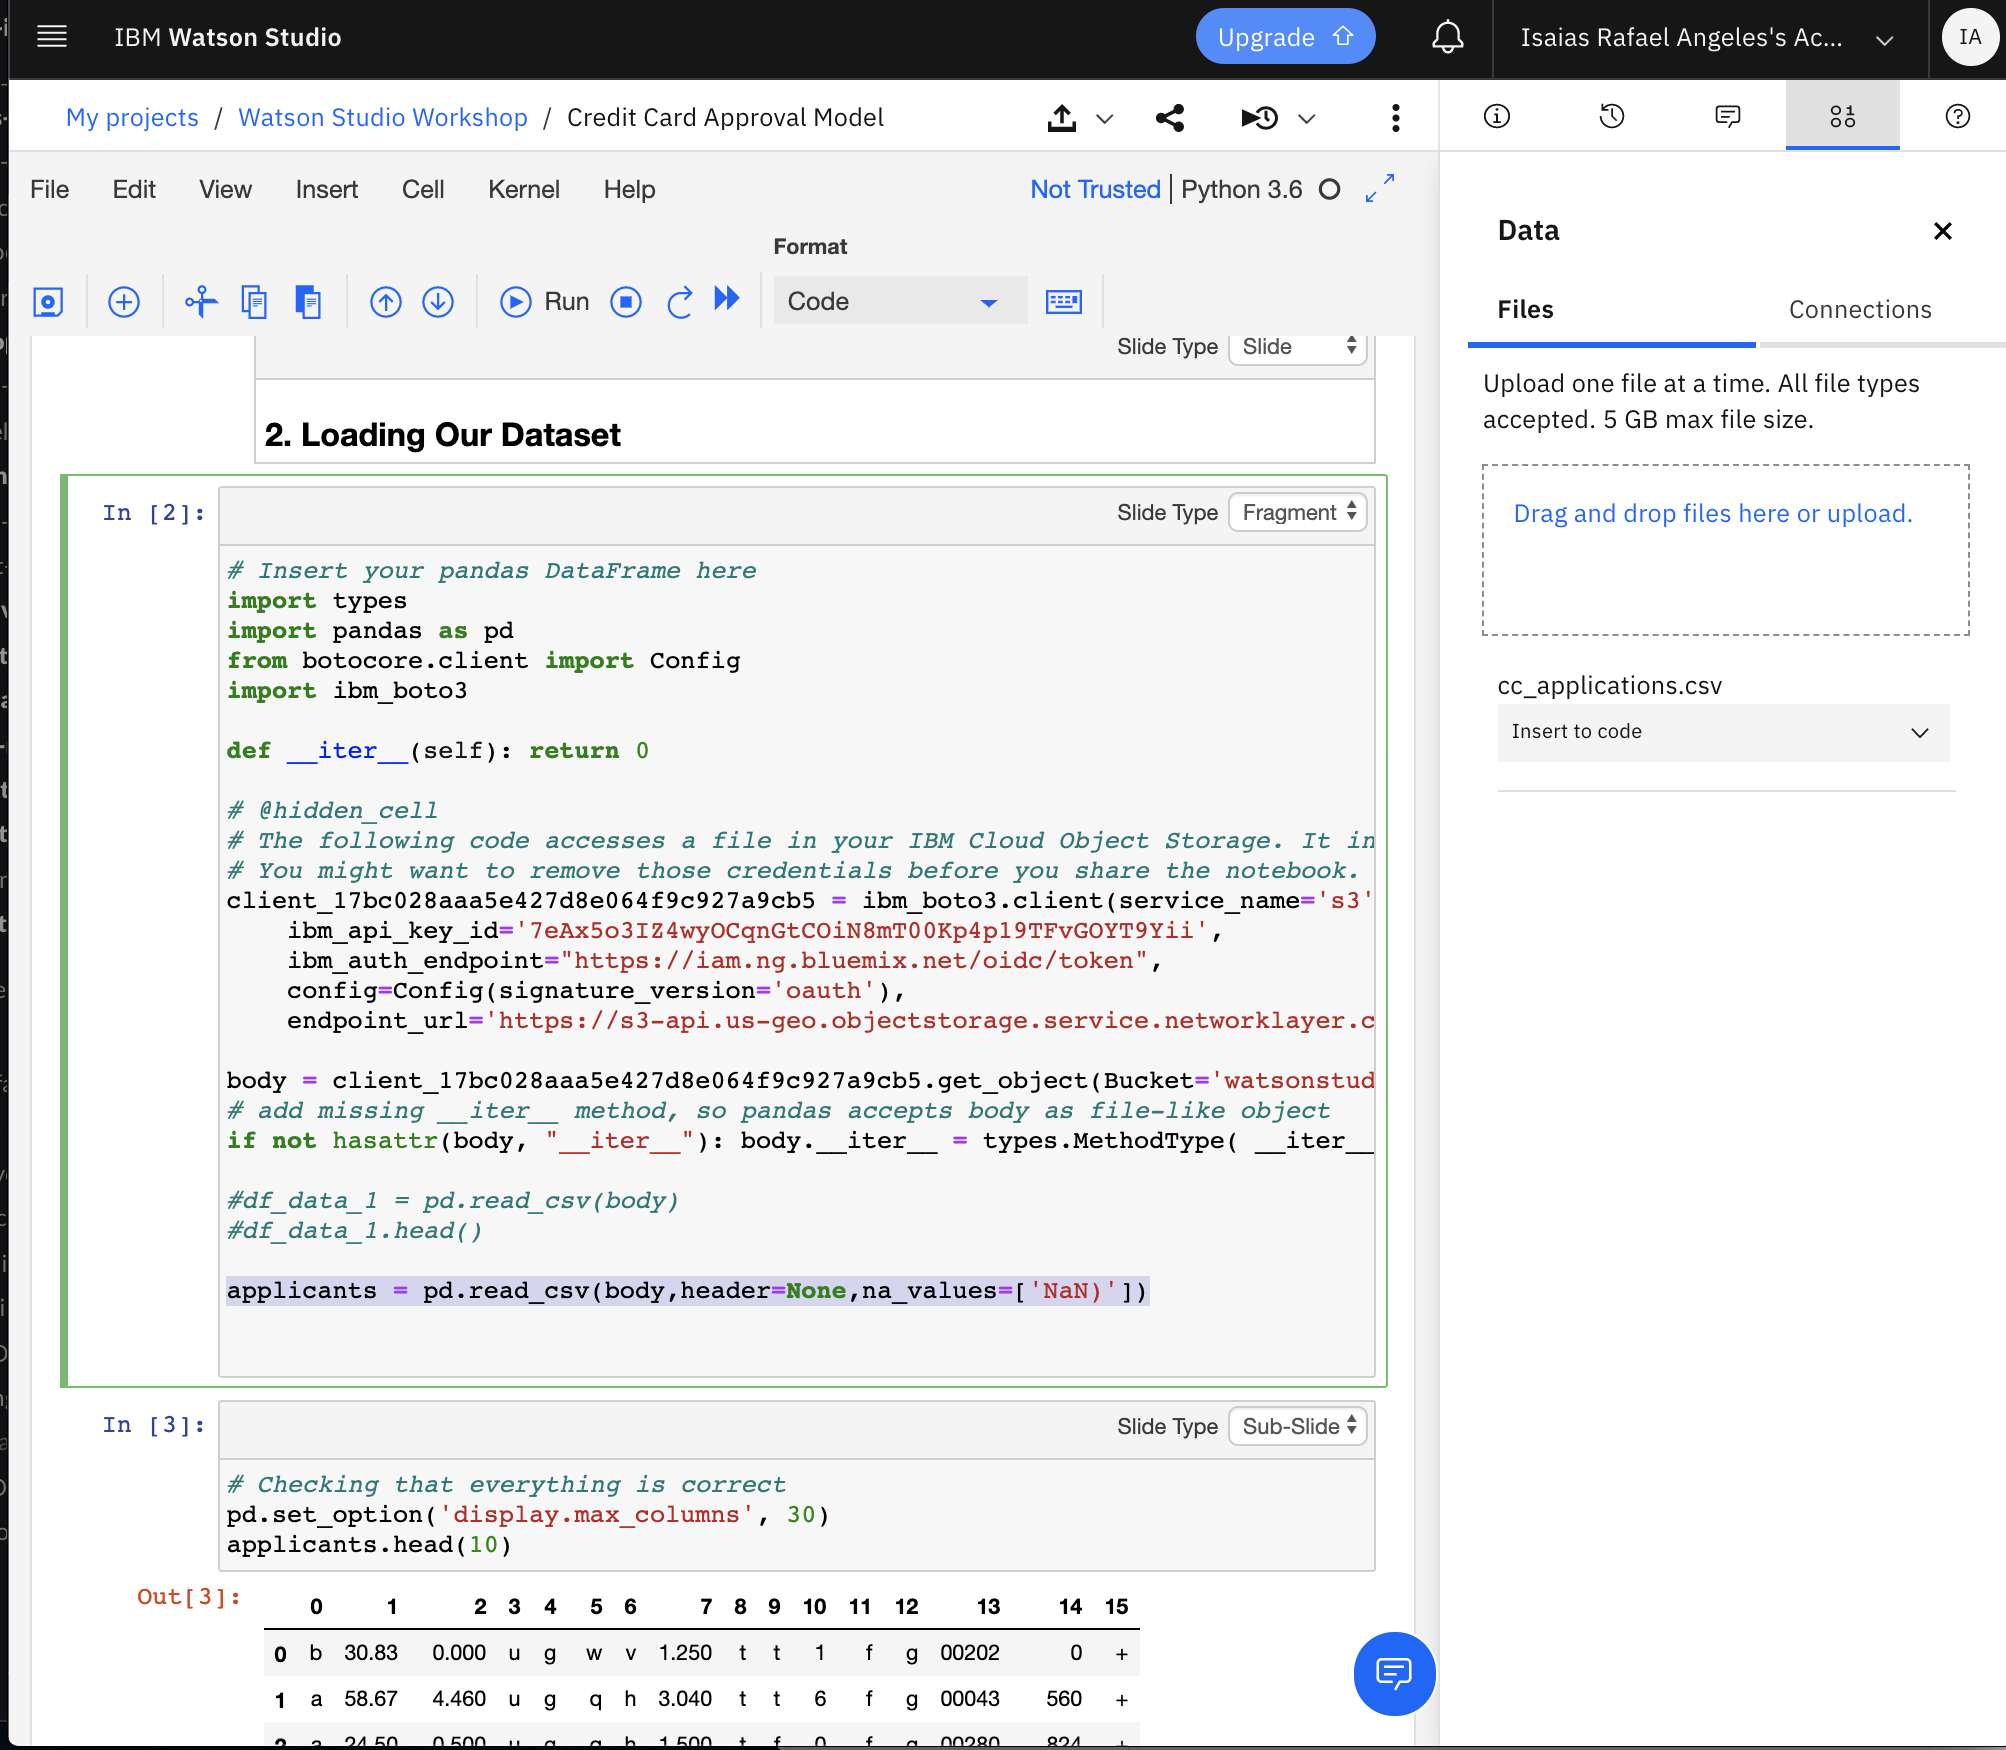 IBM Watson Studio
Upgrade
Isaias Rafael Angeles's Ac...
IA
My projects / Watson Studio Workshop / Credit Card Approval Model
File Edit View Insert Cell Kernel Help
Not Trusted | Python 3.6
Format
Run
Code
Slide Type Slide
2. Loading Our Dataset
In [2]:
Slide Type Fragment
# Insert your pandas DataFrame here
import types
import pandas as pd
from botocore.client import Config
import ibm_boto3
def __iter__(self): return 0
# @hidden_cell
# The following code accesses a file in your IBM Cloud Object Storage. It in
# You might want to remove those credentials before you share the notebook.
client_17bc028aaa5e427d8e064f9c927a9cb5 = ibm_boto3.client(service_name='s3'
ibm_api_key_id='7eAx5o3IZ4wyOCqnGtCOiN8mT00Kp4p19TFvGOYT9Yii',
ibm_auth_endpoint="https://iam.ng.bluemix.net/oidc/token",
config=Config(signature_version='oauth'),
endpoint_url='https://s3-api.us-geo.objectstorage.service.networklayer.c
body = client_17bc028aaa5e427d8e064f9c927a9cb5.get_object(Bucket='watsonstud
# add missing __iter__ method, so pandas accepts body as file-like object
if not hasattr(body, "__iter__"): body.__iter__ = types.MethodType( __iter__
#df_data_1 = pd.read_csv(body)
#df_data_1.head()
applicants = pd.read_csv(body,header=None,na_values=['NaN)'])
In [3]:
Slide Type Sub-Slide
# Checking that everything is correct
pd.set_option('display.max_columns', 30)
applicants.head(10)
Out[3]:
0 1 2 3 4 5 6 7 8 9 10 11 12 13 14 15
0 b 30.83 0.000 u g w v 1.250 t t 1 f g 00202 0 +
1 a 58.67 4.460 u g q h 3.040 t t 6 f g 00043 560 +
2 a 24.50 0.500 u g q h 1.500 t f 0 f g 00280 824 +
Data
Files Connections
Upload one file at a time. All file types
accepted. 5 GB max file size.
Drag and drop files here or upload.
cc_applications.csv
Insert to code